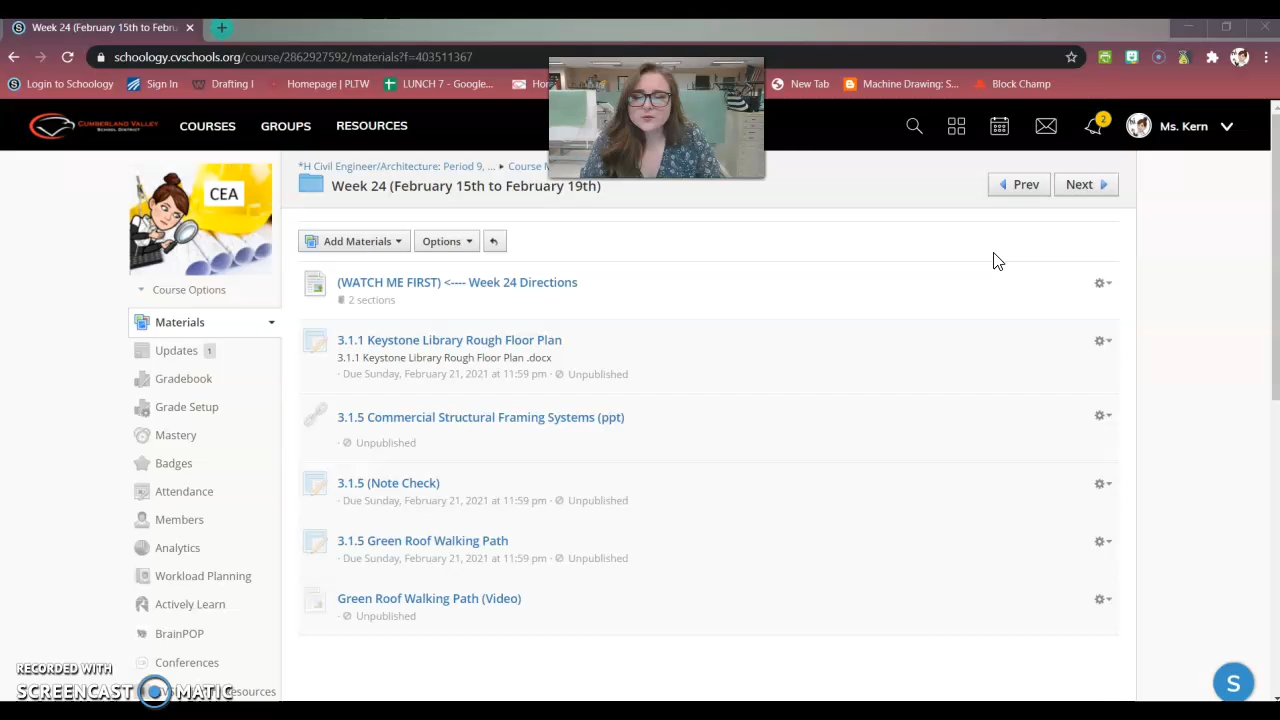 Week 24 (February 15th to Febru
schoology.cvschools.org/course/2862927592/materials?f=403511367
Login to Schoology
Sign In
Drafting I
Homepage | PLTW
LUNCH 7 - Google...
New Tab
Machine Drawing: S...
Block Champ
CUMBERLAND VALLEY
SCHOOL DISTRICT
COURSES
GROUPS
RESOURCES
2
Ms. Kern
CEA
*H Civil Engineer/Architecture: Period 9, ...
Week 24 (February 15th to February 19th)
Prev
Next
Course Options
Add Materials
Options
(WATCH ME FIRST) <---- Week 24 Directions
2 sections
Materials
Updates 1
Gradebook
Grade Setup
Mastery
Badges
Attendance
Members
Analytics
Workload Planning
Actively Learn
BrainPOP
Conferences
3.1.1 Keystone Library Rough Floor Plan
3.1.1 Keystone Library Rough Floor Plan .docx
· Due Sunday, February 21, 2021 at 11:59 pm · Unpublished
3.1.5 Commercial Structural Framing Systems (ppt)
· Unpublished
3.1.5 (Note Check)
· Due Sunday, February 21, 2021 at 11:59 pm · Unpublished
3.1.5 Green Roof Walking Path
· Due Sunday, February 21, 2021 at 11:59 pm · Unpublished
Green Roof Walking Path (Video)
· Unpublished
RECORDED WITH
SCREENCAST MATIC
S